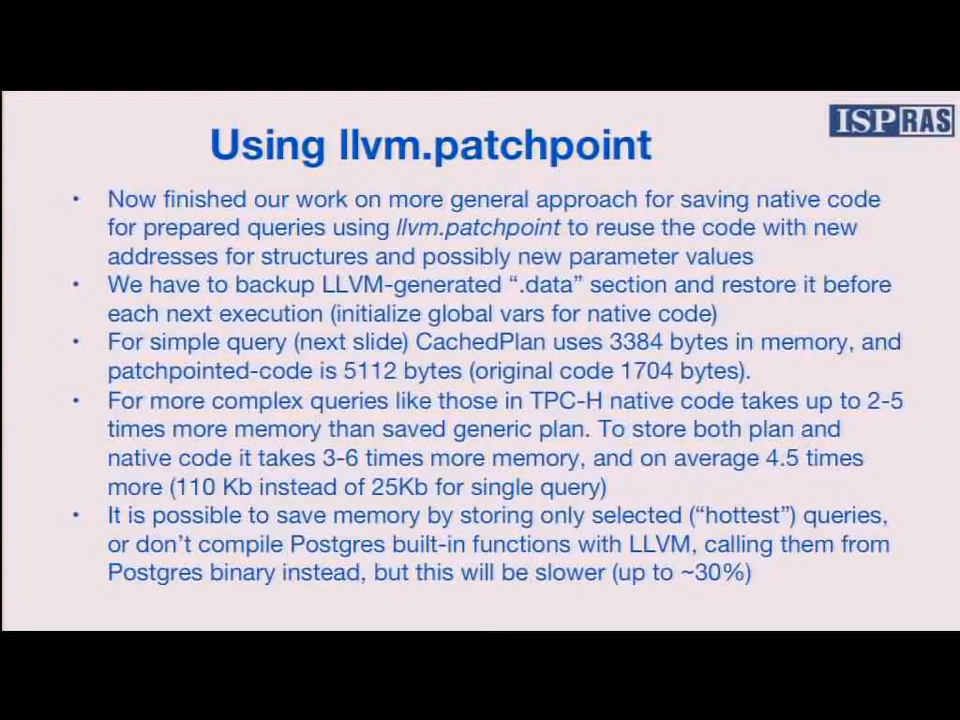 ISPRAS
Using llvm.patchpoint
• Now finished our work on more general approach for saving native code
for prepared queries using llvm.patchpoint to reuse the code with new
addresses for structures and possibly new parameter values
• We have to backup LLVM-generated “.data” section and restore it before
each next execution (initialize global vars for native code)
• For simple query (next slide) CachedPlan uses 3384 bytes in memory, and
patchpointed-code is 5112 bytes (original code 1704 bytes).
• For more complex queries like those in TPC-H native code takes up to 2-5
times more memory than saved generic plan. To store both plan and
native code it takes 3-6 times more memory, and on average 4.5 times
more (110 Kb instead of 25Kb for single query)
• It is possible to save memory by storing only selected (“hottest”) queries,
or don’t compile Postgres built-in functions with LLVM, calling them from
Postgres binary instead, but this will be slower (up to ~30%)